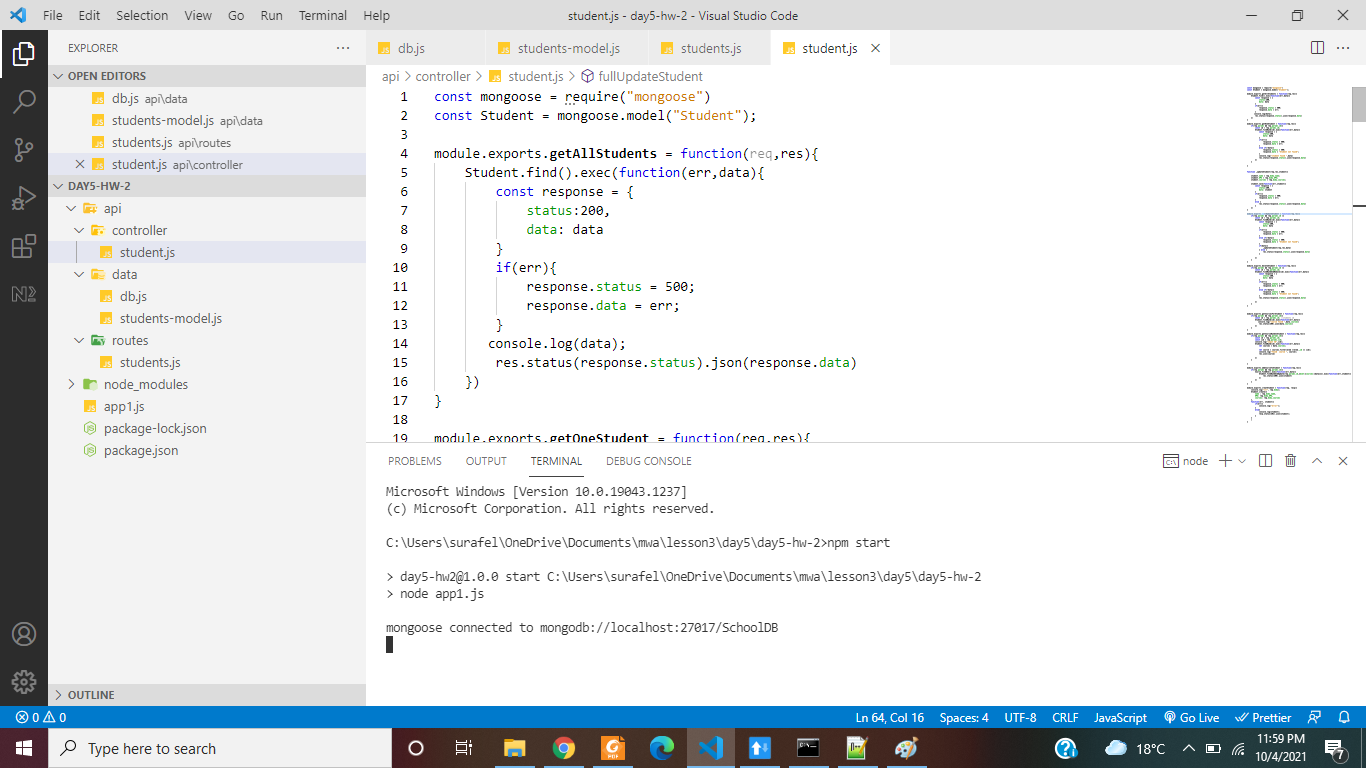 File Edit Selection View Go Run Terminal Help student.js - day5-hw-2 - Visual Studio Code
EXPLORER
OPEN EDITORS
db.js api\data
students-model.js api\data
students.js api\routes
student.js api\controller
DAY5-HW-2
api
controller
student.js
data
db.js
students-model.js
routes
students.js
node_modules
app1.js
package-lock.json
package.json
OUTLINE
db.js students-model.js students.js student.js
api > controller > student.js > fullUpdateStudent
1 const mongoose = require("mongoose")
2 const Student = mongoose.model("Student");
3
4 module.exports.getAllStudents = function(req,res){
5 Student.find().exec(function(err,data){
6 const response = {
7 status:200,
8 data: data
9 }
10 if(err){
11 response.status = 500;
12 response.data = err;
13 }
14 console.log(data);
15 res.status(response.status).json(response.data)
16 })
17 }
18
19 module.exports.getOneStudent = function(req,res){
PROBLEMS OUTPUT TERMINAL DEBUG CONSOLE node
Microsoft Windows [Version 10.0.19043.1237]
(c) Microsoft Corporation. All rights reserved.
C:\Users\surafel\OneDrive\Documents\mwa\lesson3\day5\day5-hw-2>npm start
> day5-hw2@1.0.0 start C:\Users\surafel\OneDrive\Documents\mwa\lesson3\day5\day5-hw-2
> node app1.js
mongoose connected to mongodb://localhost:27017/SchoolDB
0 0 Ln 64, Col 16 Spaces: 4 UTF-8 CRLF JavaScript Go Live Prettier
Type here to search 18°C 11:59 PM
10/4/2021 7